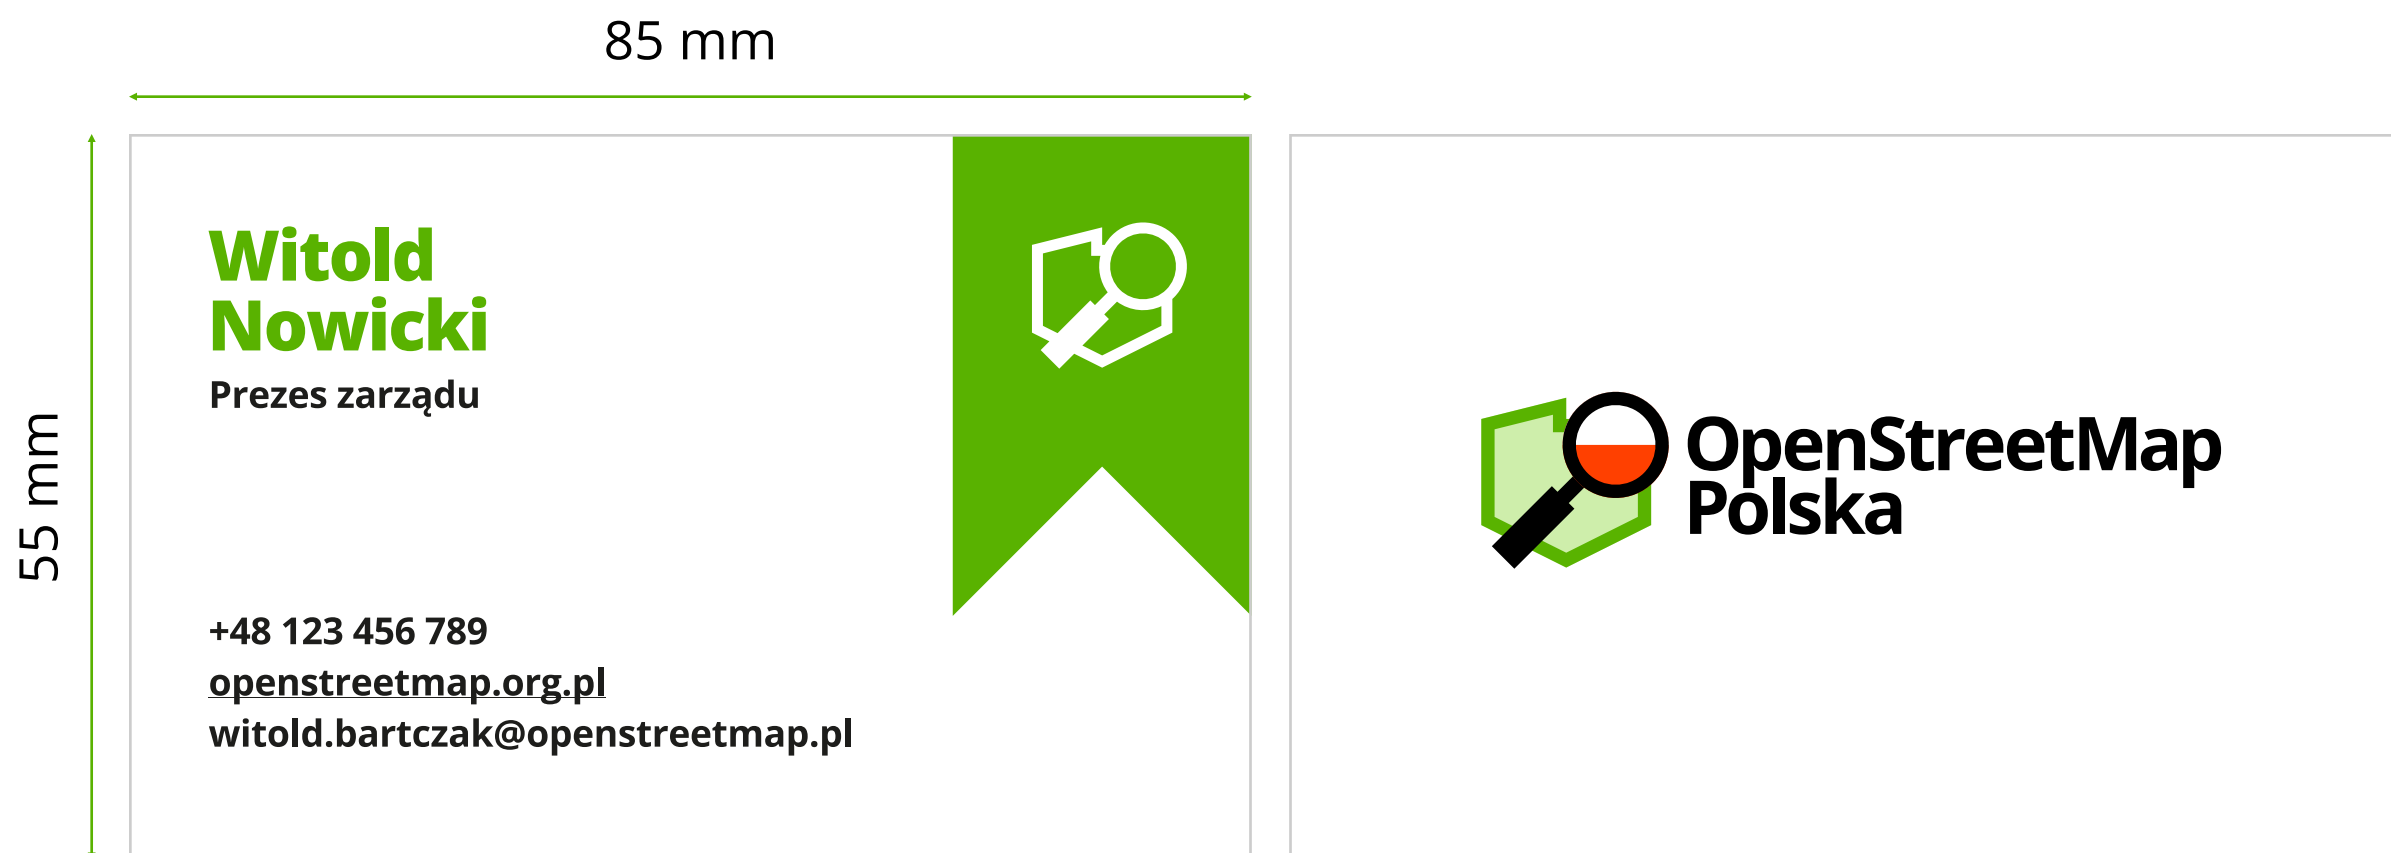 85 mm
55 mm
Witold
Nowicki
Prezes zarządu
+48 123 456 789
openstreetmap.org.pl
witold.bartczak@openstreetmap.pl
OpenStreetMap
Polska